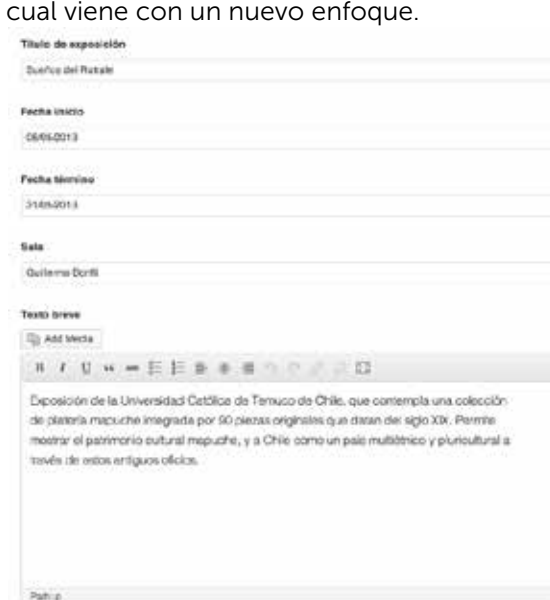 cual viene con un nuevo enfoque.
Título de exposición
Sueños del Rutrafe
Fecha inicio
06/05/2013
Fecha término
31/05/2013
Sala
Guillermo Bonfil
Texto breve
Add Media
B I U
Exposición de la Universidad Católica de Temuco de Chile, que contempla una colección
de platería mapuche integrada por 90 piezas originales que datan del siglo XIX. Permite
mostrar el patrimonio cultural mapuche, y a Chile como un país multiétnico y pluricultural a
través de estos antiguos oficios.
Path: p